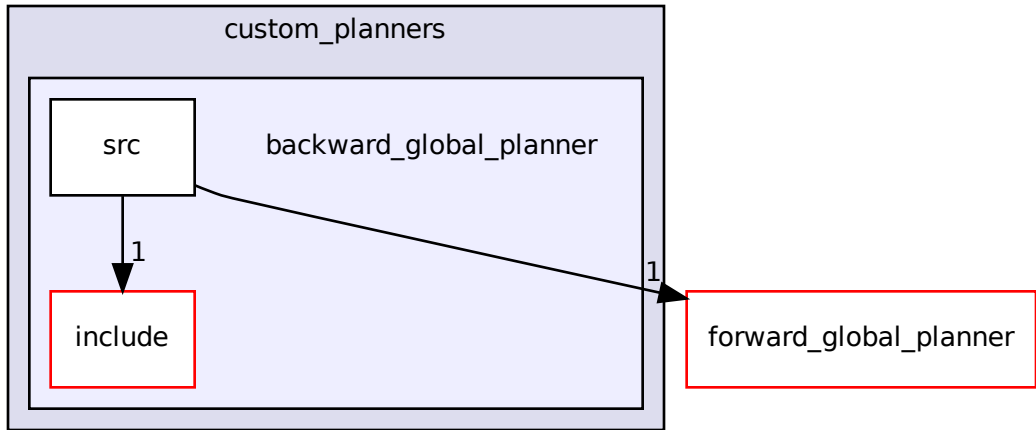 custom_planners
src
backward_global_planner
1
1
include
forward_global_planner